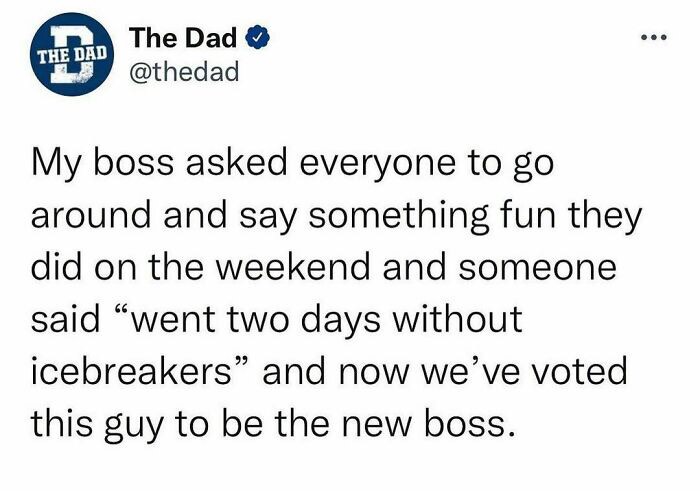 The Dad
@thedad
THE DAD
My boss asked everyone to go
around and say something fun they
did on the weekend and someone
said “went two days without
icebreakers” and now we’ve voted
this guy to be the new boss.